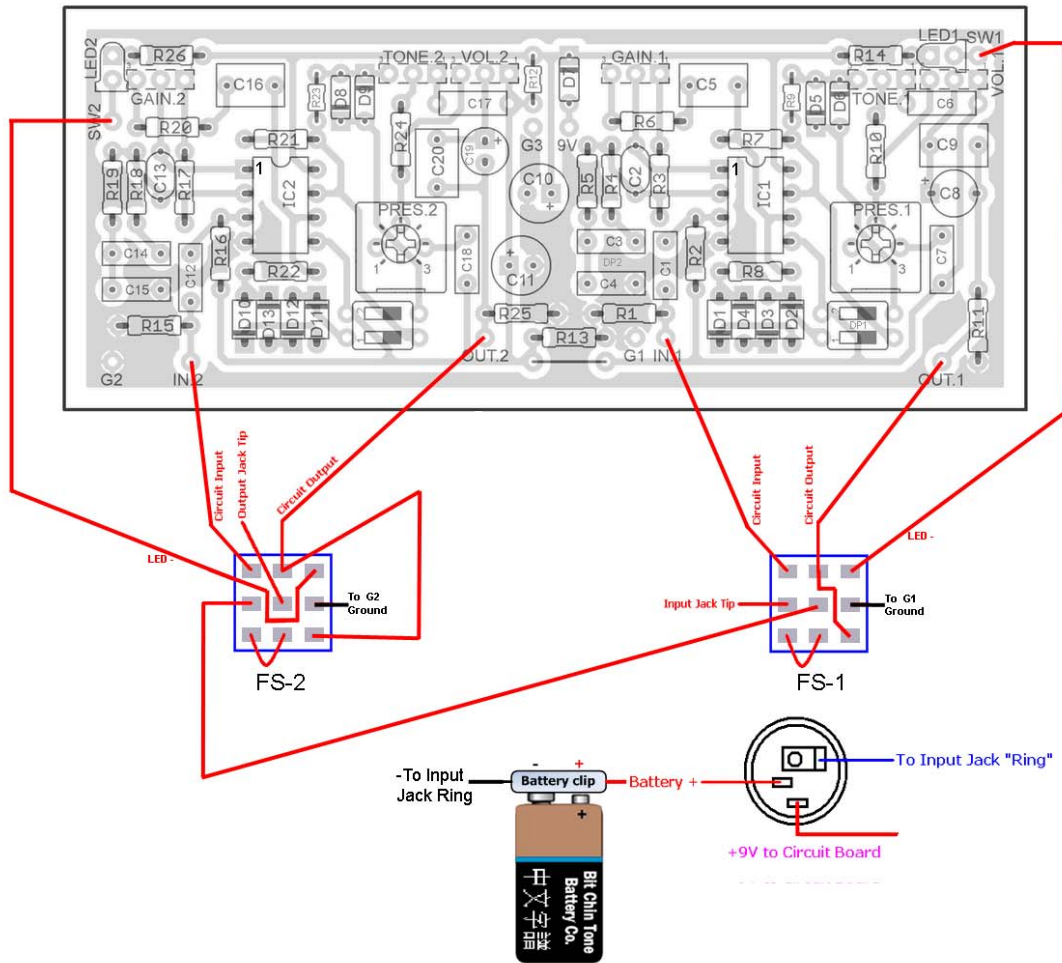 LED2
R26
SW2
GAIN.2
C16
R20
R21
R19
R18
C13
R17
1
IC2
C14
C15
C12
R16
R22
R15
D10
D13
D12
D11
G2
IN.2
R23
D8
D9
TONE.2
VOL.2
R12
D7
C17
R24
C20
C19
+
G3
9V
C10
+
PRES.2
1
3
C18
+
C11
2
1
R25
OUT.2
R13
GAIN.1
C5
R6
R7
R5
R4
C2
R3
1
IC1
C3
DP2
C4
C1
R2
R8
R1
G1
IN.1
D1
D4
D3
D2
R9
D5
D6
R14
LED1
SW1
TONE.
VOL.1
C6
R10
C9
+
C8
PRES.1
1
3
C7
DP1
R11
OUT.1
Circuit Input
Output Jack Tip
Circuit Output
LED -
To G2
Ground
FS-2
Circuit Input
Circuit Output
LED -
Input Jack Tip
To G1
Ground
FS-1
-To Input
Jack Ring
- +
Battery clip
Battery +
+
To Input Jack "Ring"
+9V to Circuit Board
Bit Chin Tone
Battery Co.
中文字譜